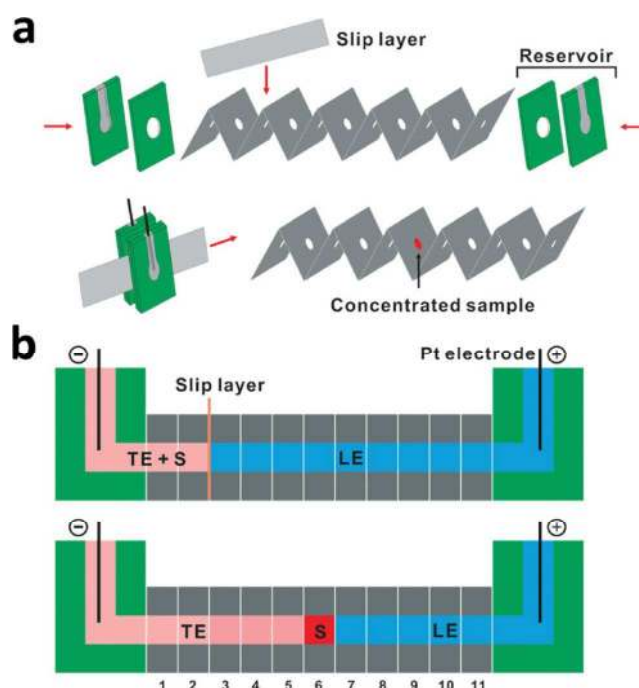 a
Slip layer
Reservoir
Concentrated sample
b
⊖
Pt electrode
⊕
Slip layer
TE + S
LE
⊖
⊕
TE
S
LE
1 2 3 4 5 6 7 8 9 10 11